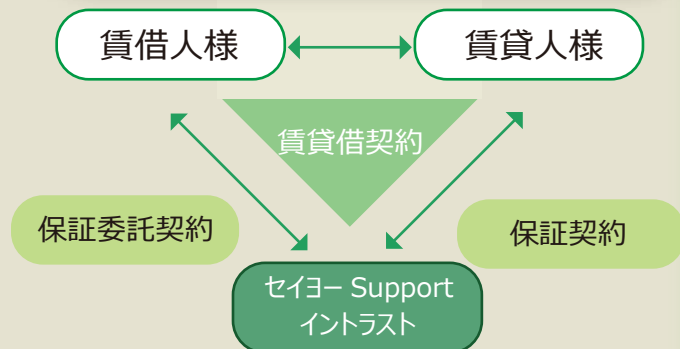 賃借人様
賃貸人様
賃貸借契約
保証委託契約
保証契約
セイヨー Support
イントラスト